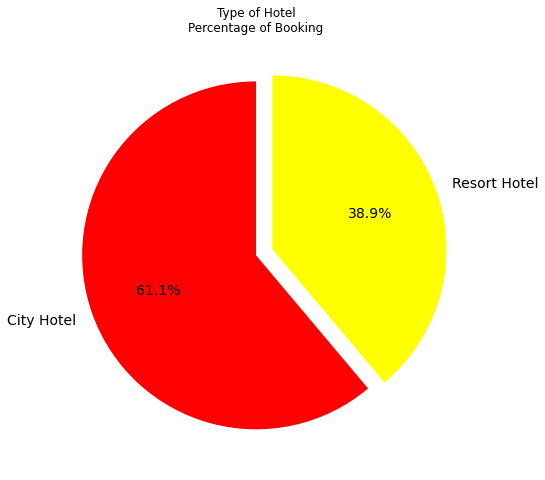 Type of Hotel
Percentage of Booking
Resort Hotel
38.9%
61.1%
City Hotel